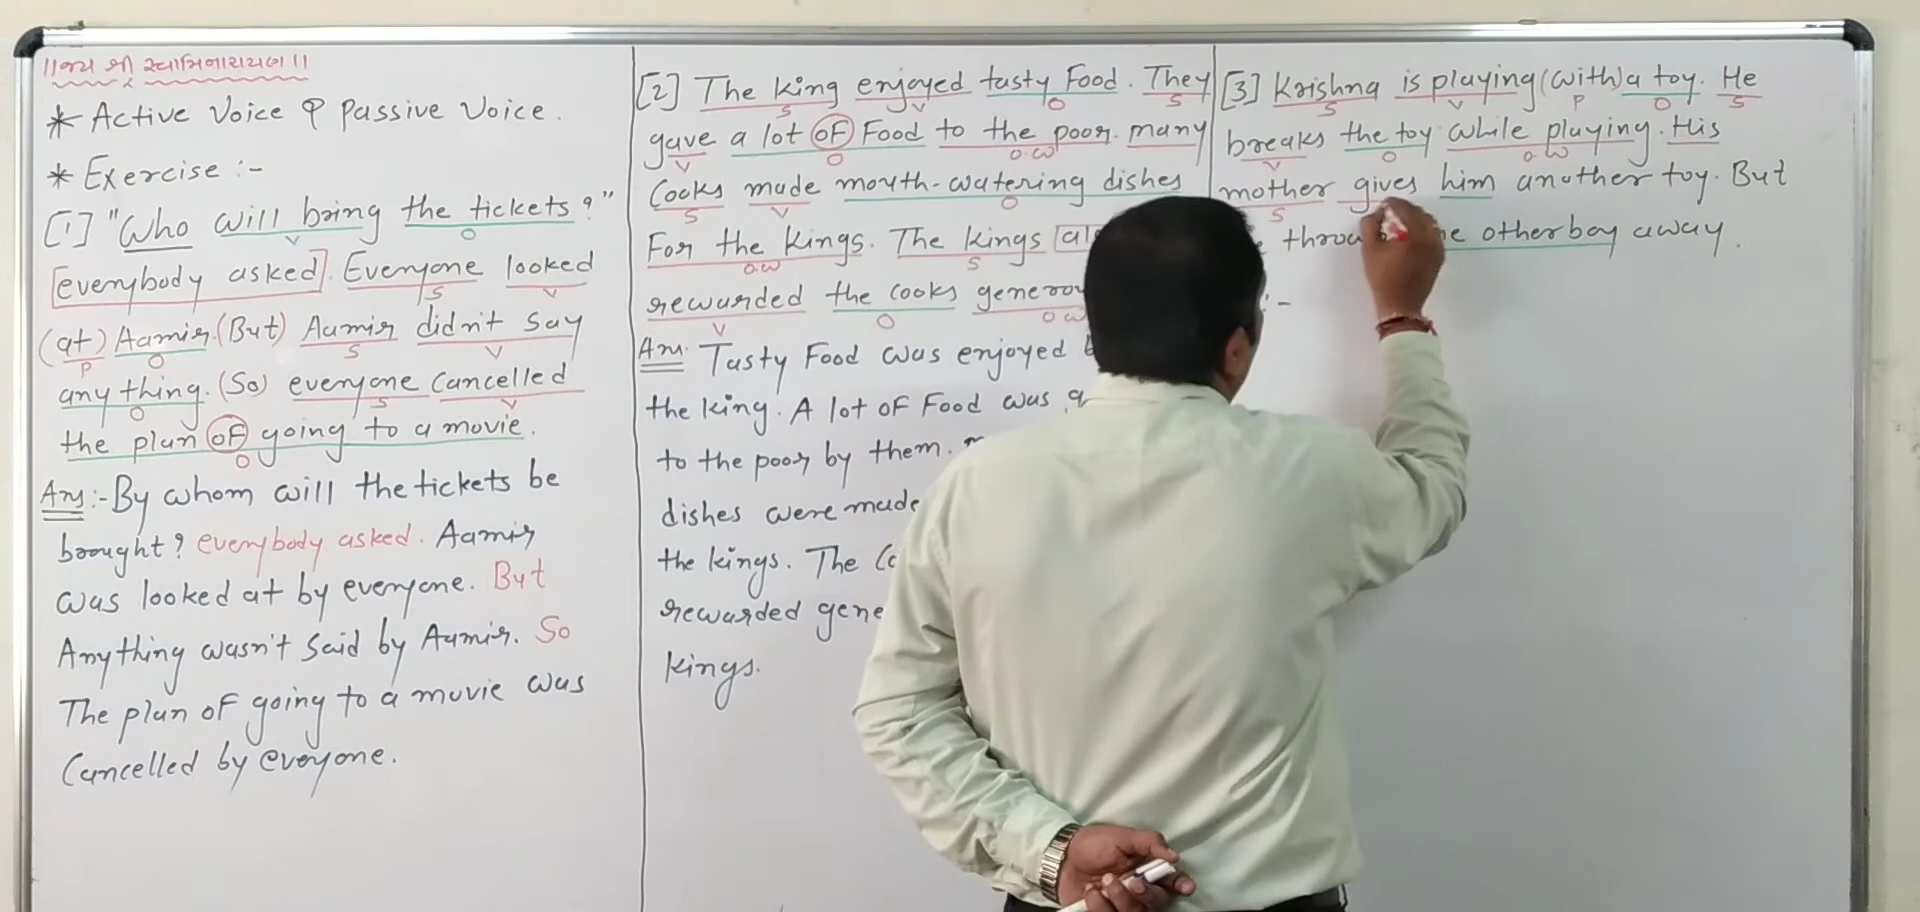 ||જય શ્રી સ્વામિનારાયણ||
* Active Voice & Passive Voice.
* Exercise :-
[1] "Who will bring the tickets?"
V O
everybody asked. Everyone looked
S V
(at) Aamir. (But) Aamir didn't say
P O S V
anything. (So) everyone cancelled
O S V
the plan of going to a movie.
O
Ans:- By whom will the tickets be
brought? everybody asked. Aamir
was looked at by everyone. But
Anything wasn't said by Aamir. So
The plan of going to a movie was
Cancelled by everyone.
[2] The king enjoyed tasty Food. They
S V O S
gave a lot of Food to the poor. many
V O O.W
Cooks made mouth-watering dishes
S V O
For the kings. The kings
O.W S
rewarded the cooks
V O O W
Ans. Tasty Food was enjoyed
the king. A lot of Food was
to the poor by them.
dishes were made
the kings. The
rewarded
kings.
[3] Krishna is playing (with) a toy. He
S V P O S
breaks the toy while playing. His
V O O.W
mother gives him another toy. But
S
other boy away.
:-